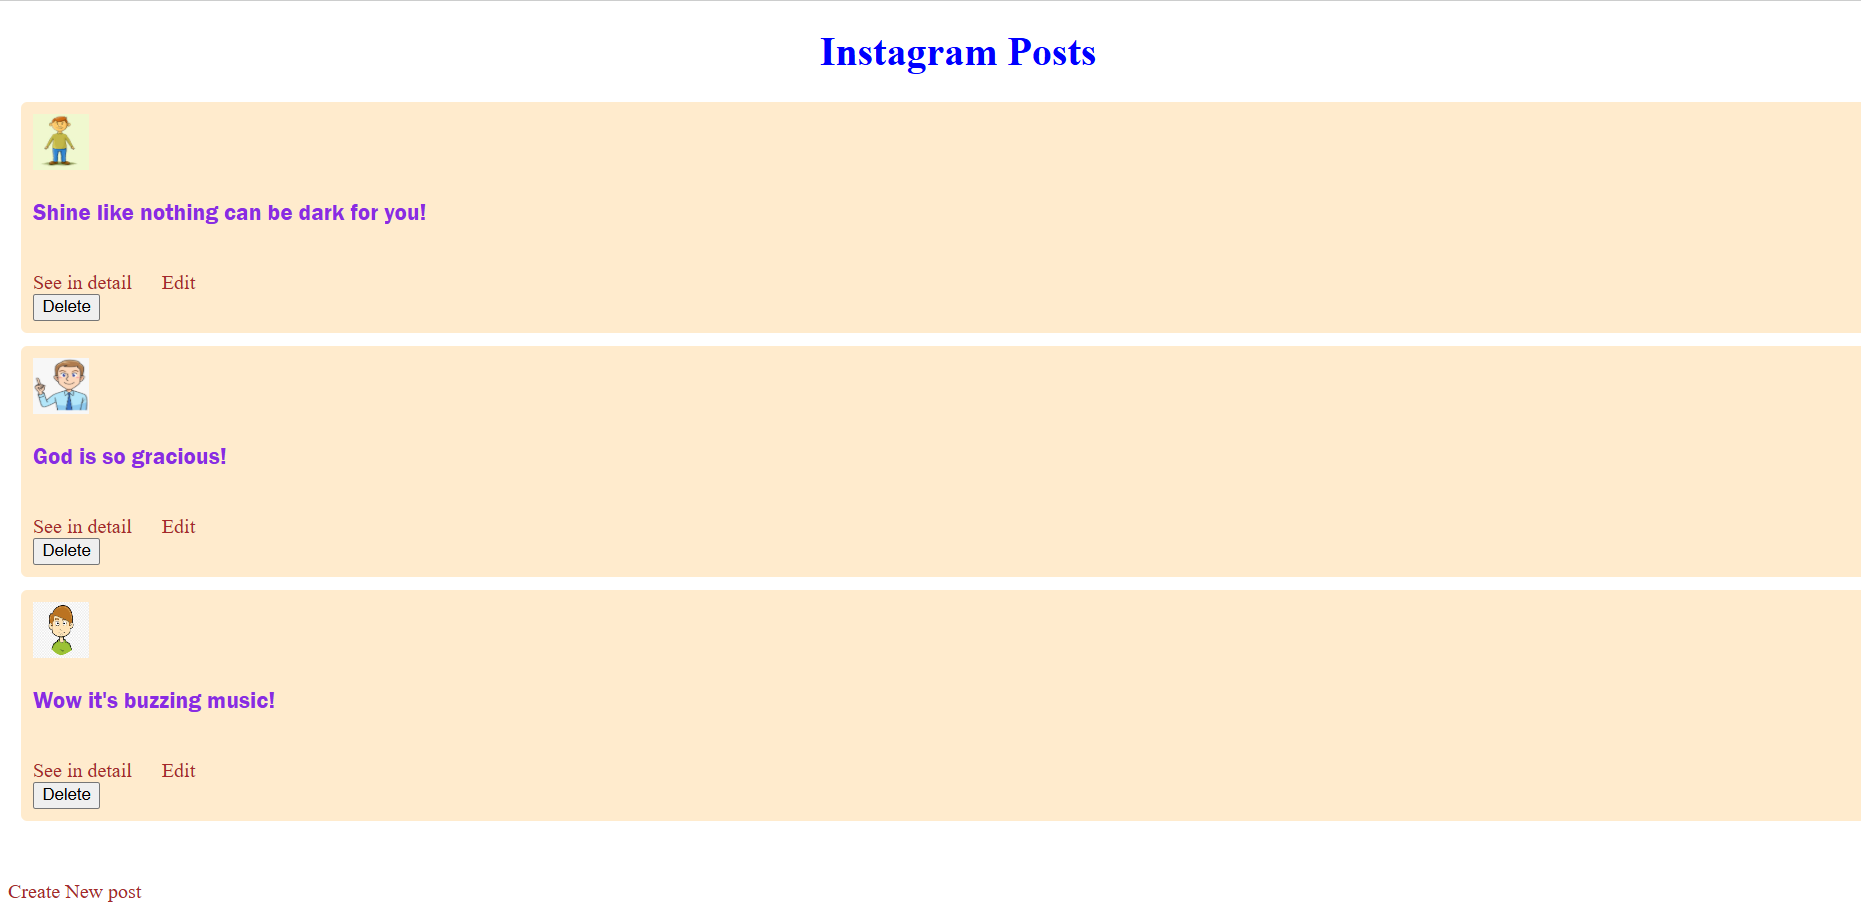 Instagram Posts
Shine like nothing can be dark for you!
See in detail Edit
Delete
God is so gracious!
See in detail Edit
Delete
Wow it's buzzing music!
See in detail Edit
Delete
Create New post